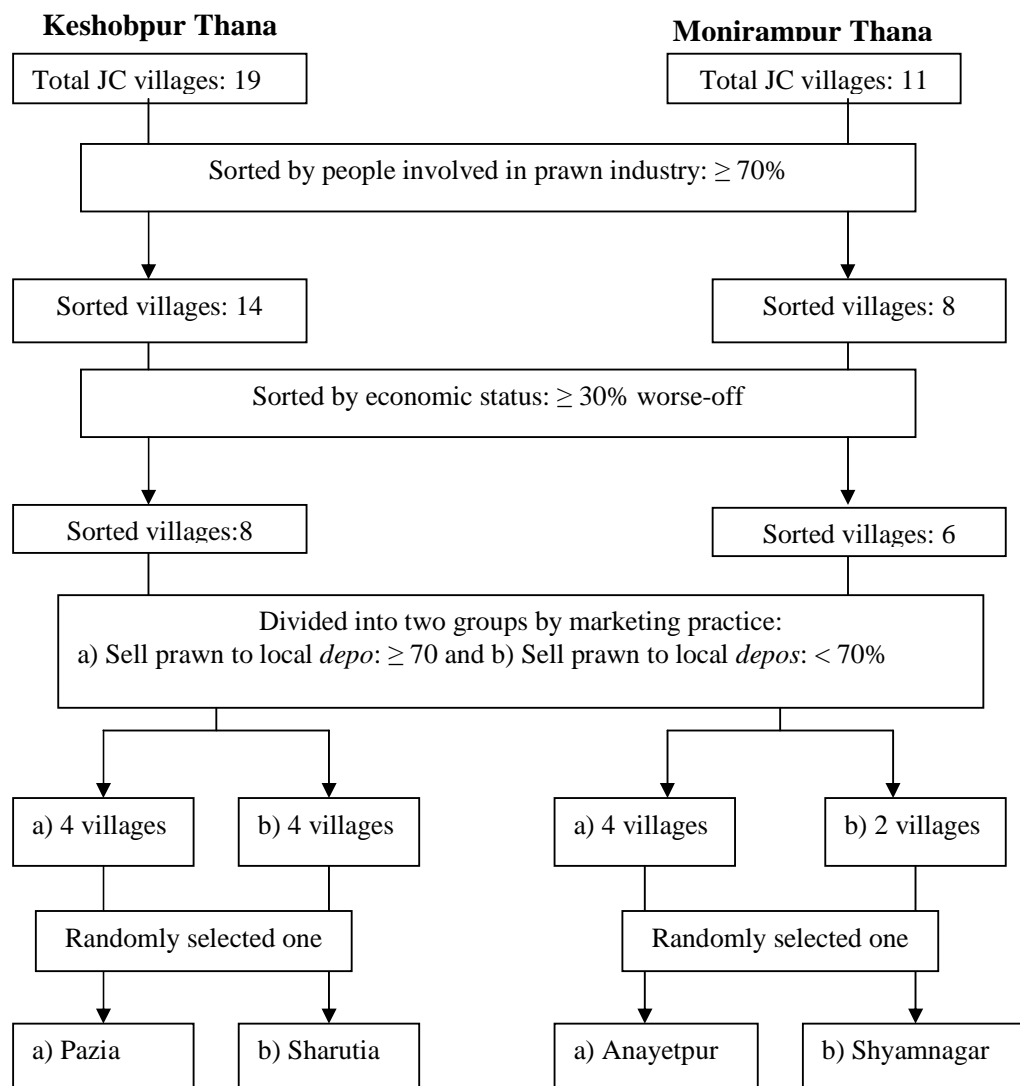 Keshobpur Thana
Monirampur Thana
Total JC villages: 19
Total JC villages: 11
Sorted by people involved in prawn industry: ≥ 70%
Sorted villages: 14
Sorted villages: 8
Sorted by economic status: ≥ 30% worse-off
Sorted villages:8
Sorted villages: 6
Divided into two groups by marketing practice:
a) Sell prawn to local depo: ≥ 70 and b) Sell prawn to local depos: < 70%
a) 4 villages
b) 4 villages
a) 4 villages
b) 2 villages
Randomly selected one
Randomly selected one
a) Pazia
b) Sharutia
a) Anayetpur
b) Shyamnagar